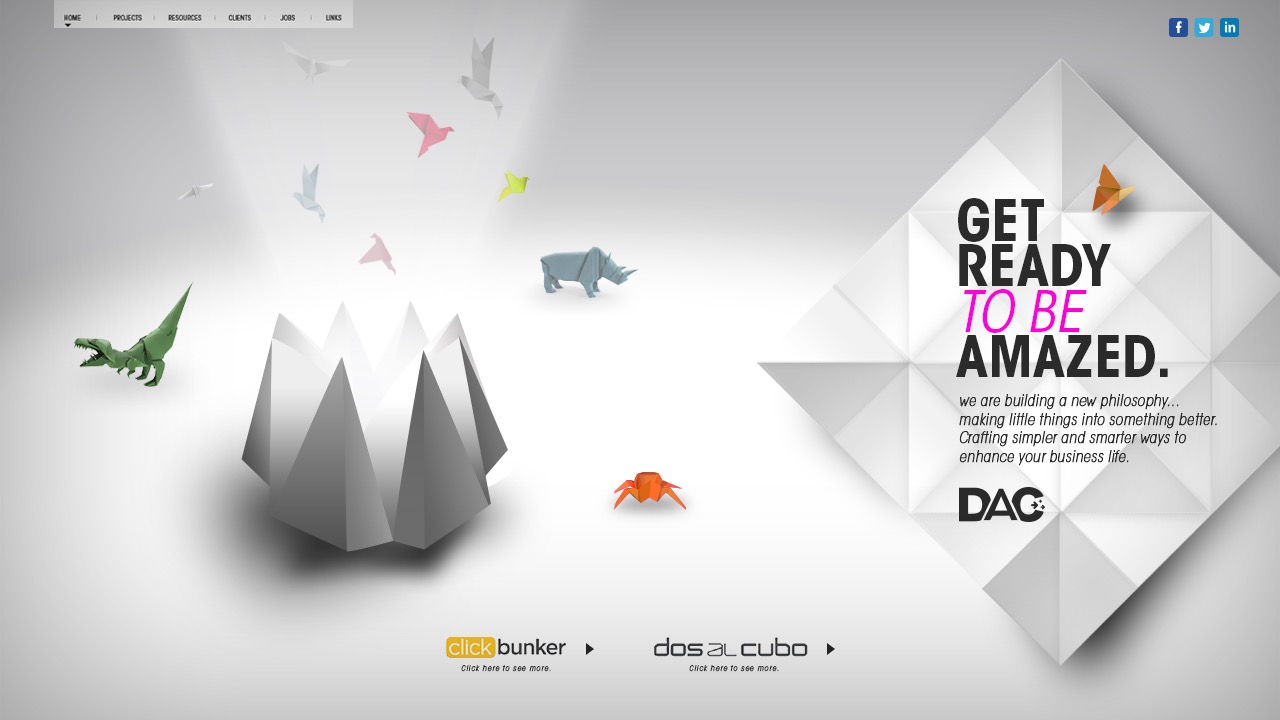 HOME PROJECTS RESOURCES CLIENTS JOBS LINKS
f in
GET
READY
TO BE
AMAZED.
we are building a new philosophy...
making little things into something better.
Crafting simpler and smarter ways to
enhance your business life.
DAC
clickbunker
Click here to see more.
dos al cubo
Click here to see more.